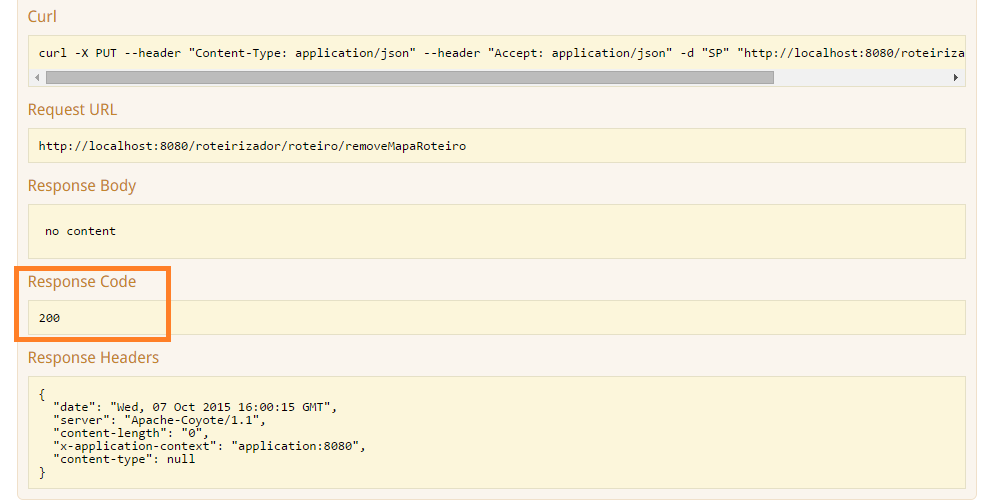 Curl
curl -X PUT --header "Content-Type: application/json" --header "Accept: application/json" -d "SP" "http://localhost:8080/roteiriza
Request URL
http://localhost:8080/roteirizador/roteiro/removeMapaRoteiro
Response Body
no content
Response Code
200
Response Headers
{
  "date": "Wed, 07 Oct 2015 16:00:15 GMT",
  "server": "Apache-Coyote/1.1",
  "content-length": "0",
  "x-application-context": "application:8080",
  "content-type": null
}